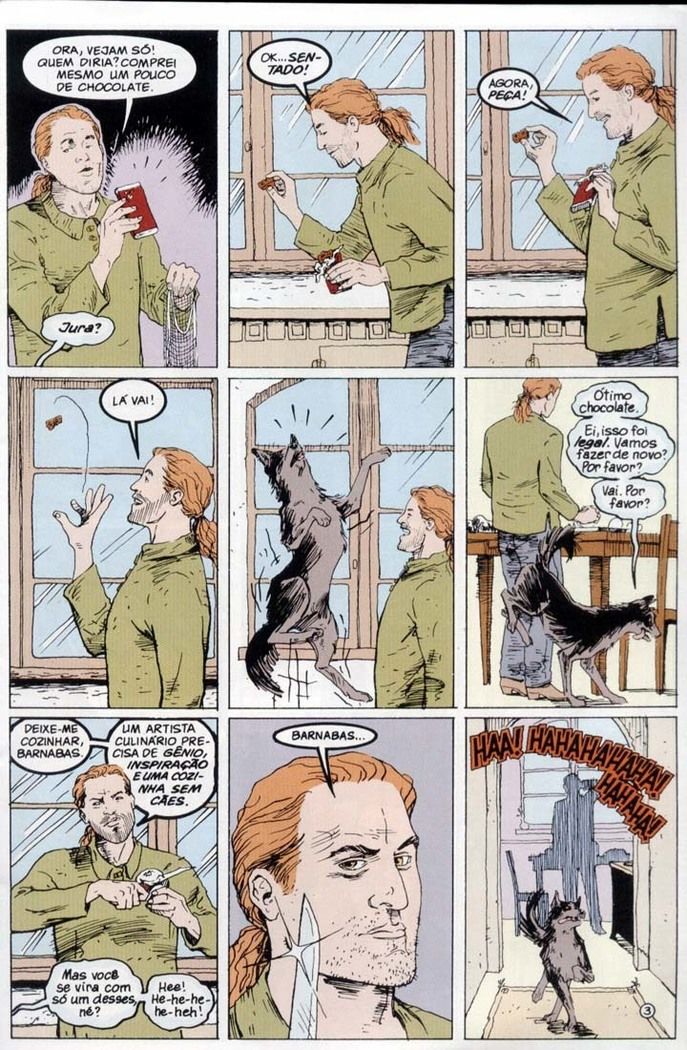 ORA, VEJAM SÓ!
QUEM DIRIA? COMPREI
MESMO UM POUCO
DE CHOCOLATE.
Jura?
OK...SEN-
TADO!
AGORA,
PEÇA!
LÁ VAI!
Ótimo
chocolate.
Ei, isso foi
legal. Vamos
fazer de novo?
Por favor?
Vai. Por
favor?
DEIXE-ME
COZINHAR,
BARNABAS.
UM ARTISTA
CULINÁRIO PRE-
CISA DE GÊNIO,
INSPIRAÇÃO
E UMA COZI-
NHA SEM
CÃES.
Mas você
se vira com
só um desses,
né?
Hee!
He-he-he-
he-heh!
BARNABAS...
HAA! HAHAHAHAHA!
HAHAHA!
3